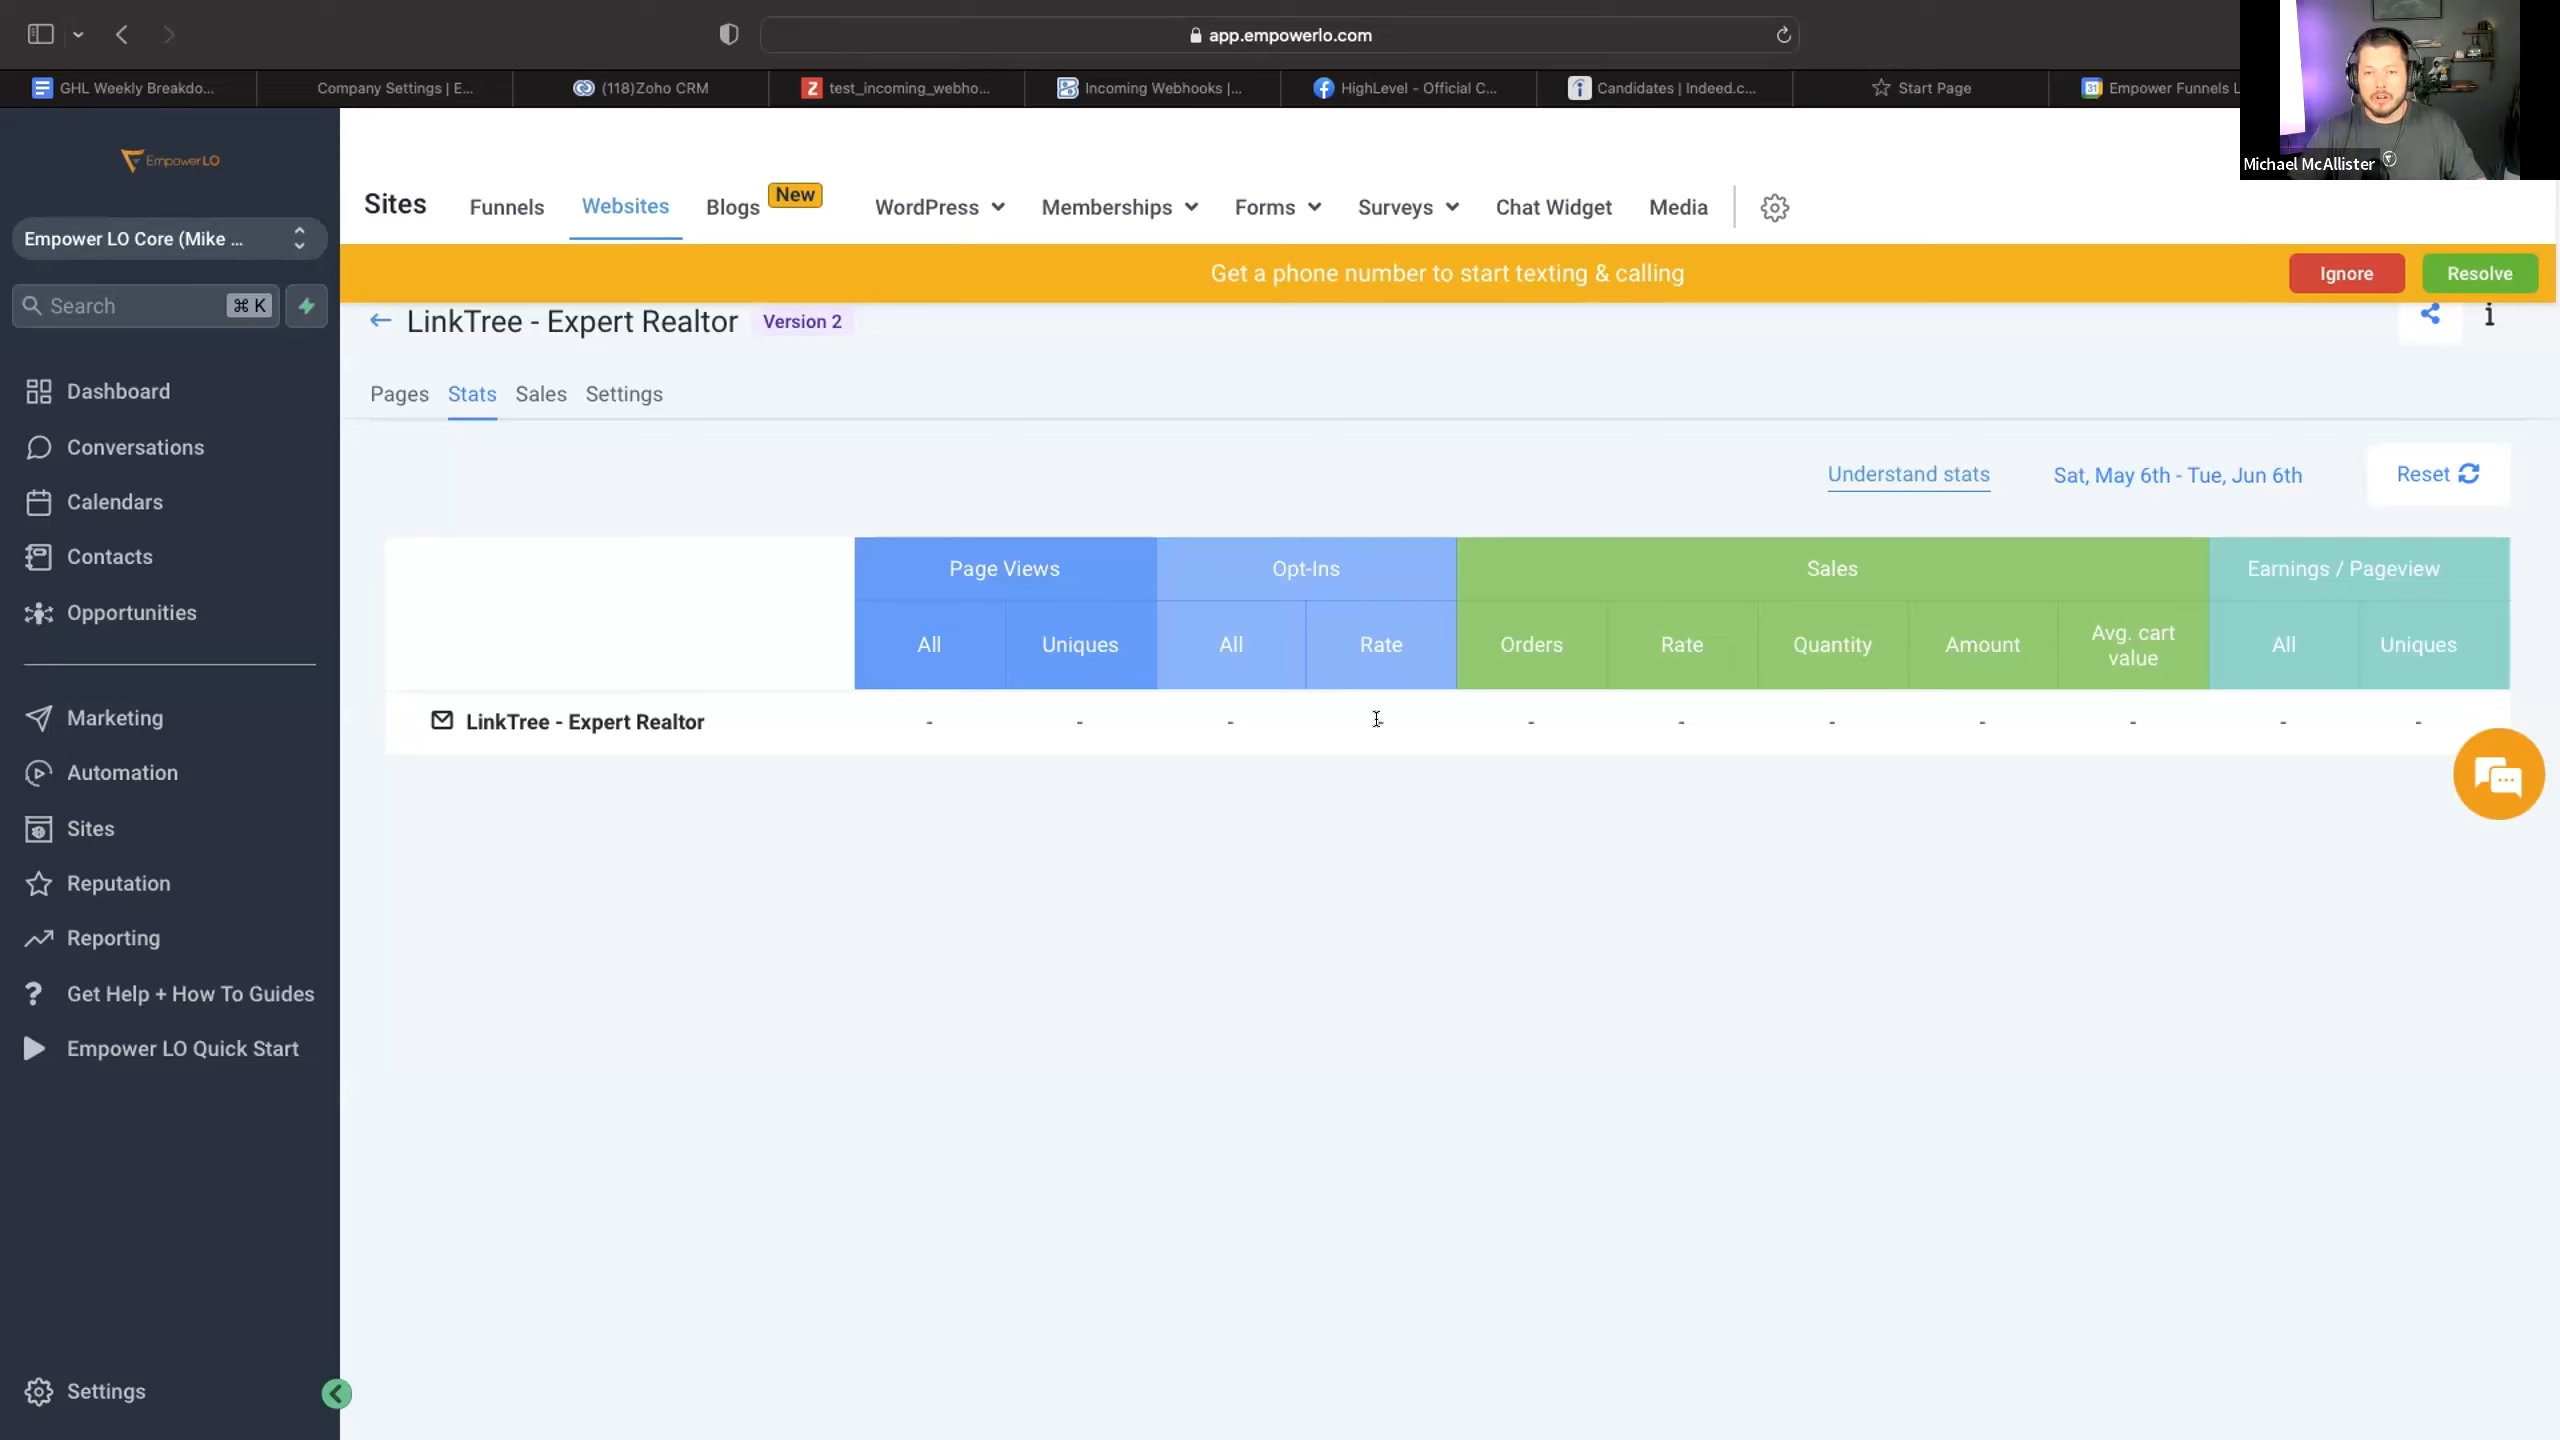 app.empowerlo.com
GHL Weekly Breakdo...
Company Settings | E...
(118)Zoho CRM
test_incoming_webho...
Incoming Webhooks |...
HighLevel - Official C...
Candidates | Indeed.c...
Start Page
31
Empower Funnels L
Michael McAllister
EmpowerLO
Empower LO Core (Mike ...
Search
⌘ K
Dashboard
Conversations
Calendars
Contacts
Opportunities
Marketing
Automation
Sites
Reputation
Reporting
Get Help + How To Guides
Empower LO Quick Start
Settings
Sites
Funnels
Websites
Blogs
New
WordPress
Memberships
Forms
Surveys
Chat Widget
Media
Get a phone number to start texting & calling
Ignore
Resolve
LinkTree - Expert Realtor
Version 2
Pages
Stats
Sales
Settings
Understand stats
Sat, May 6th - Tue, Jun 6th
Reset
Page Views
Opt-Ins
Sales
Earnings / Pageview
All
Uniques
All
Rate
Orders
Rate
Quantity
Amount
Avg. cart
value
All
Uniques
LinkTree - Expert Realtor
- - - - - - - - - - -